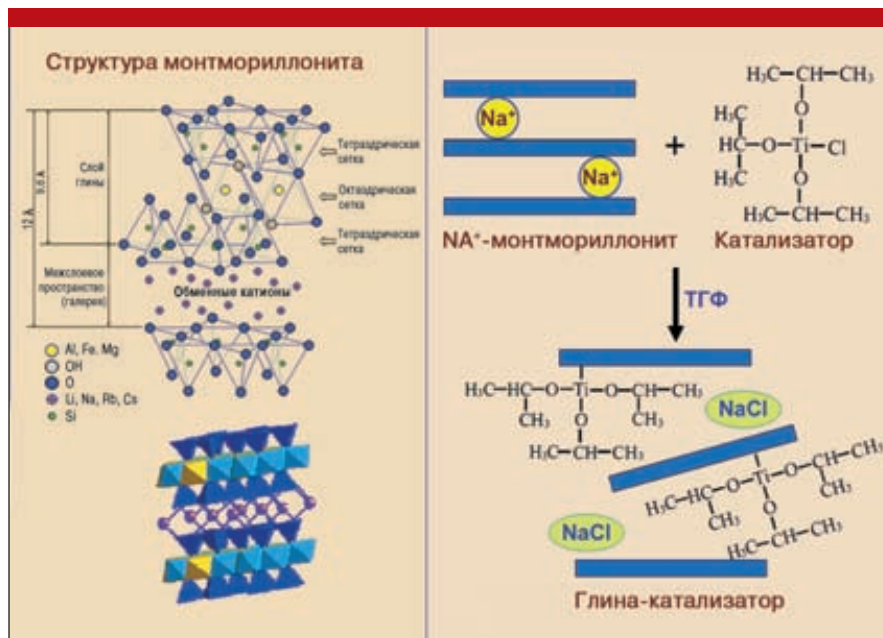 Структура монтмориллонита
12 Å
9.6 Å
Слой
глины
Тетраэдрическая
сетка
Октаэдрическая
сетка
Тетраэдрическая
сетка
Межслоевое
пространство
(галерея)
Обменные катионы
Al, Fe, Mg
OH
O
Li, Na, Rb, Cs
Si
Na⁺
Na⁺
+
H₃C—CH—CH₃
O
H₃C
HC—O—Ti—Cl
H₃C
O
H₃C—CH—CH₃
NA⁺-монтмориллонит
Катализатор
ТГФ
H₃C—HC—O—Ti—O—CH—CH₃
CH₃
O
CH₃
H₃C—CH—CH₃
NaCl
H₃C—HC—O—Ti—O—CH—CH₃
CH₃
O
CH₃
H₃C—CH—CH₃
NaCl
Глина-катализатор